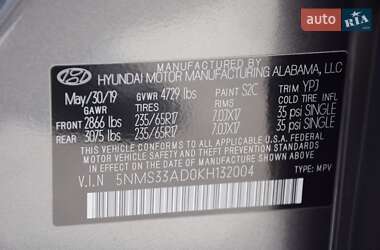 auto RIA .com
MANUFACTURED BY
HYUNDAI MOTOR MANUFACTURING ALABAMA, LLC
May/30/19 GVWR 4729 lbs PAINT S2C TRIM YPJ
GAWR TIRES RIMS COLD TIRE INF.
FRONT 2866 lbs 235/65R17 7.0JX17 35 psi SINGLE
REAR 3075 lbs 235/65R17 7.0JX17 35 psi SINGLE
THIS VEHICLE CONFORMS TO ALL APPLICABLE U.S.A FEDERAL
MOTOR VEHICLE SAFETY AND THEFT PREVENTION STANDARDS
IN EFFECT ON THE DATE OF MANUFACTURE SHOWN ABOVE.
V.I.N 5NMS33AD0KH132004
TYPE: MPV